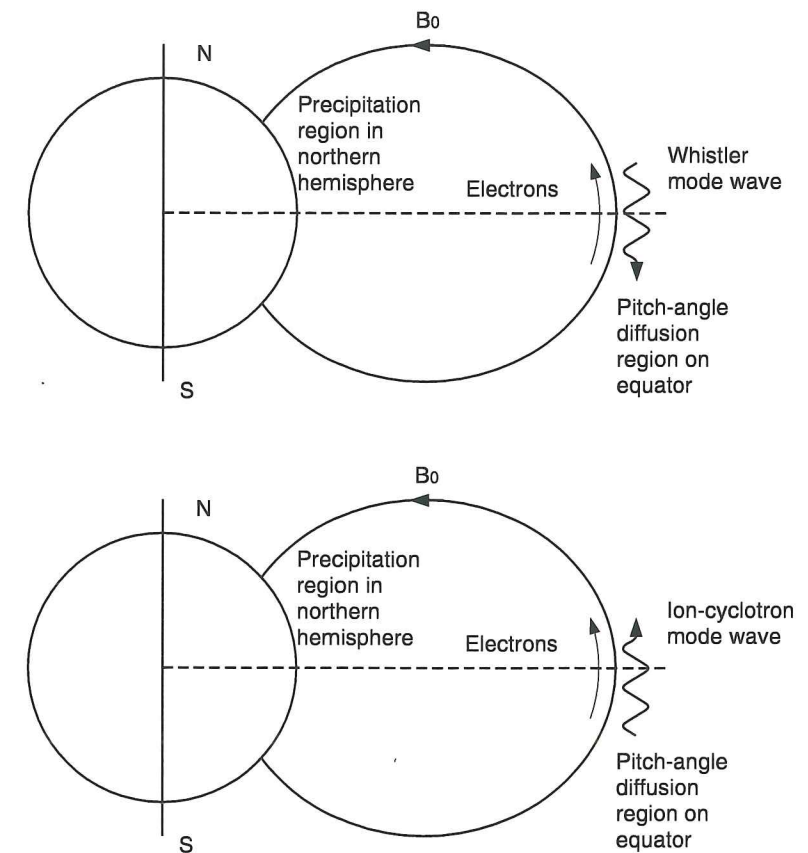 B0
N
Precipitation
region in
northern
hemisphere
Electrons
Whistler
mode wave
Pitch-angle
diffusion
region on
equator
S
B0
N
Precipitation
region in
northern
hemisphere
Electrons
Ion-cyclotron
mode wave
Pitch-angle
diffusion
region on
equator
S